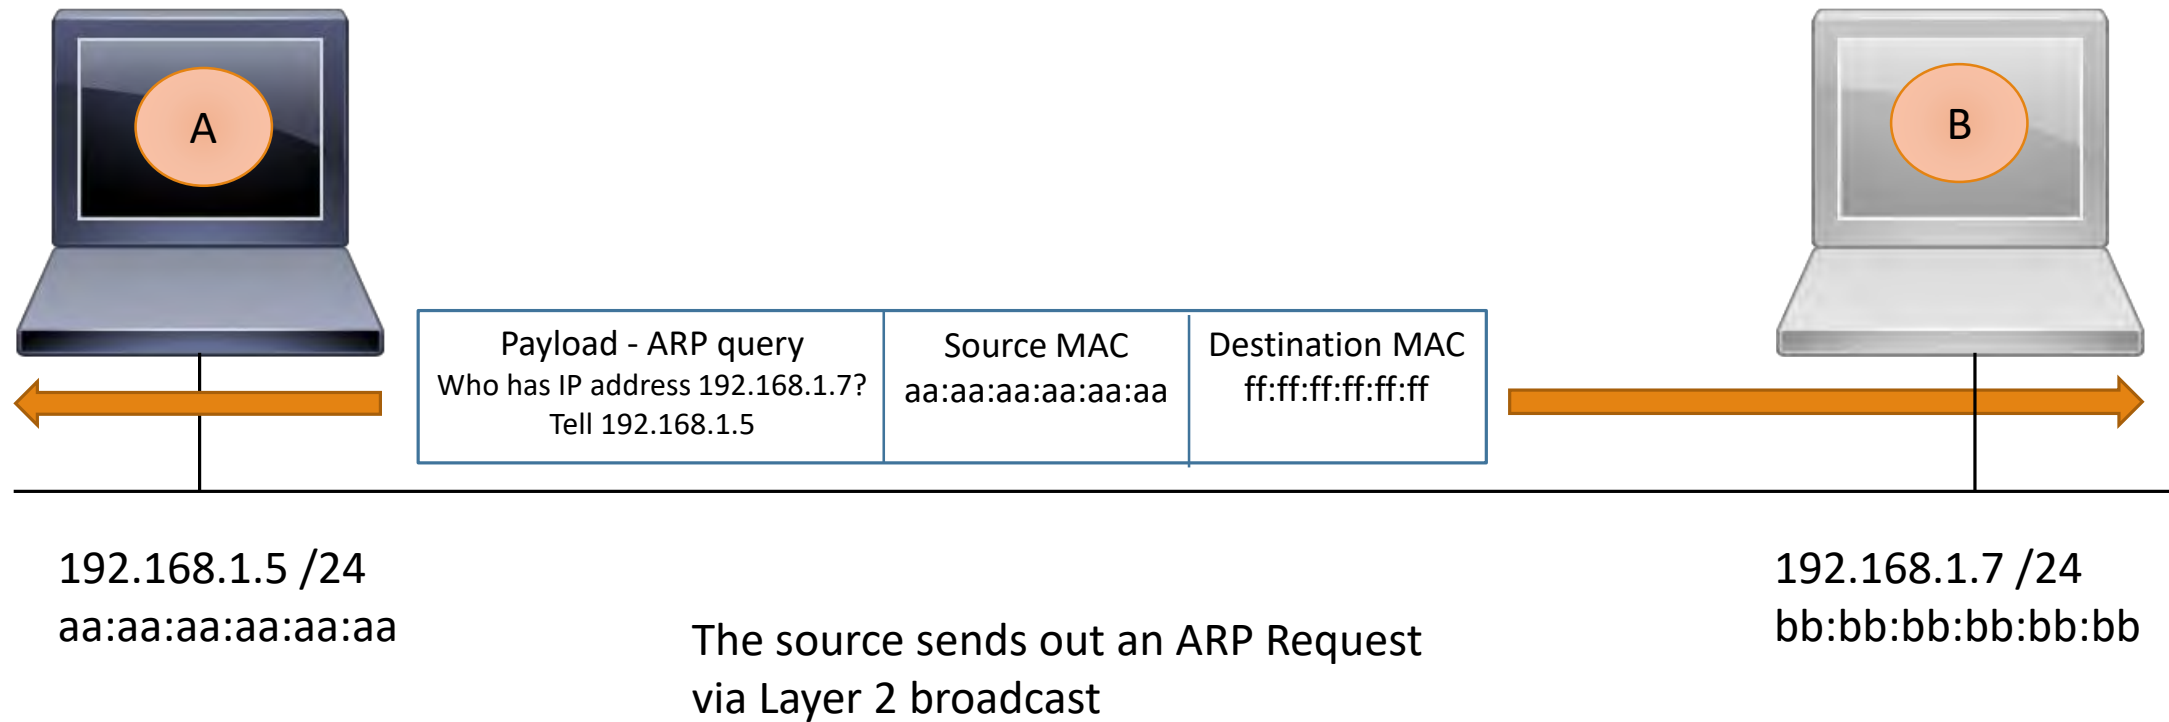 A
B
Payload - ARP query
Who has IP address 192.168.1.7?
Tell 192.168.1.5
Source MAC
aa:aa:aa:aa:aa:aa
Destination MAC
ff:ff:ff:ff:ff:ff
192.168.1.5 /24
aa:aa:aa:aa:aa:aa
192.168.1.7 /24
bb:bb:bb:bb:bb:bb
The source sends out an ARP Request
via Layer 2 broadcast